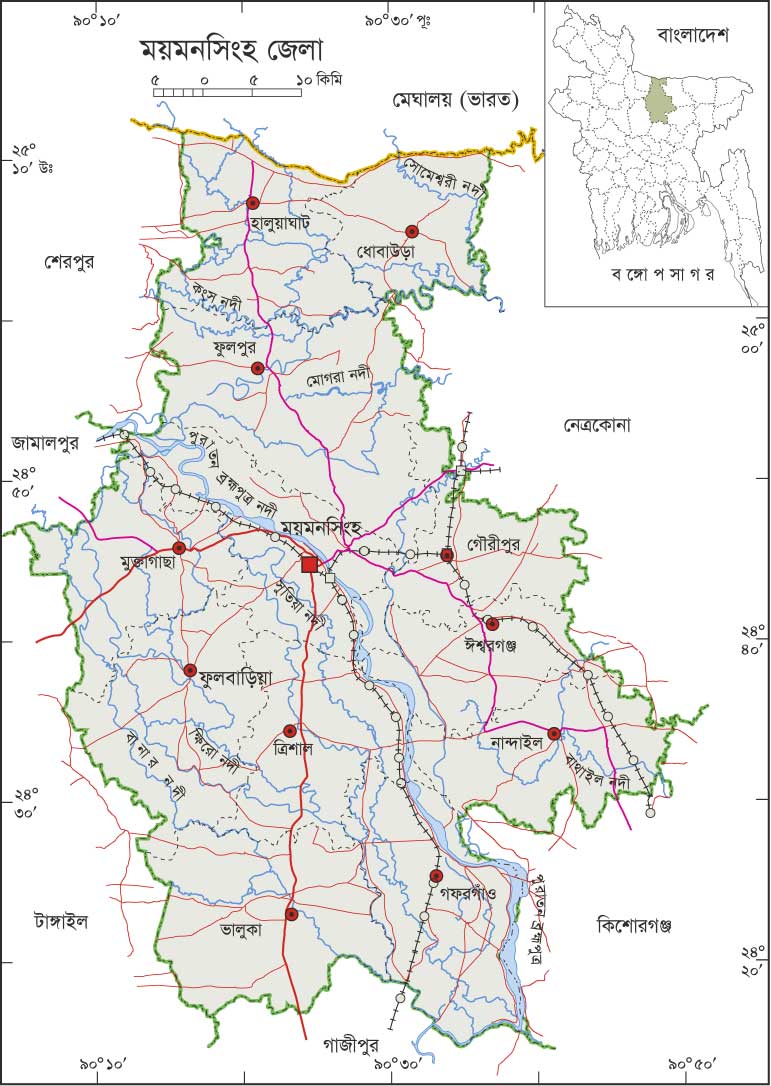 ৯০°১০′
৯০°৩০′ পূঃ
ময়মনসিংহ জেলা
৫ ০ ৫ ১০ কিমি
বাংলাদেশ
মেঘালয় (ভারত)
২৫°
১০′ উঃ
সোমেশ্বরী নদী
হালুয়াঘাট
ধোবাউড়া
শেরপুর
বঙ্গোপসাগর
কংস নদী
২৫°
০০′
ফুলপুর
মোগরা নদী
নেত্রকোনা
জামালপুর
পুরাতন ব্রহ্মপুত্র নদী
২৪°
৫০′
ময়মনসিংহ
মুক্তাগাছা
গৌরীপুর
সুতিয়া নদী
ঈশ্বরগঞ্জ
২৪°
৪০′
ফুলবাড়িয়া
বানার নদী
ক্ষিরো নদী
ত্রিশাল
নান্দাইল
বাথাইল নদী
২৪°
৩০′
গফরগাঁও
পুরাতন ব্রহ্মপুত্র
টাঙ্গাইল
ভালুকা
কিশোরগঞ্জ
২৪°
২০′
গাজীপুর
৯০°১০′
৯০°৩০′
৯০°৫০′